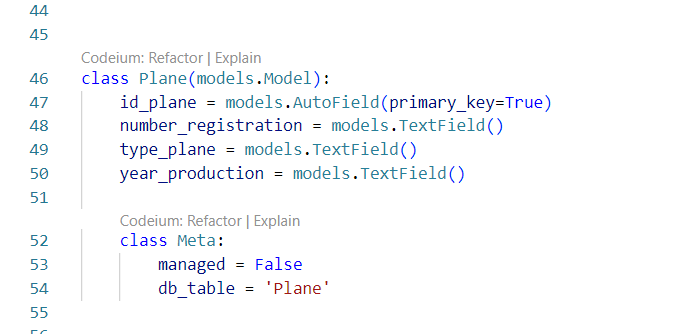 44
45
Codeium: Refactor | Explain
46 class Plane(models.Model):
47 id_plane = models.AutoField(primary_key=True)
48 number_registration = models.TextField()
49 type_plane = models.TextField()
50 year_production = models.TextField()
51
Codeium: Refactor | Explain
52 class Meta:
53 managed = False
54 db_table = 'Plane'
55